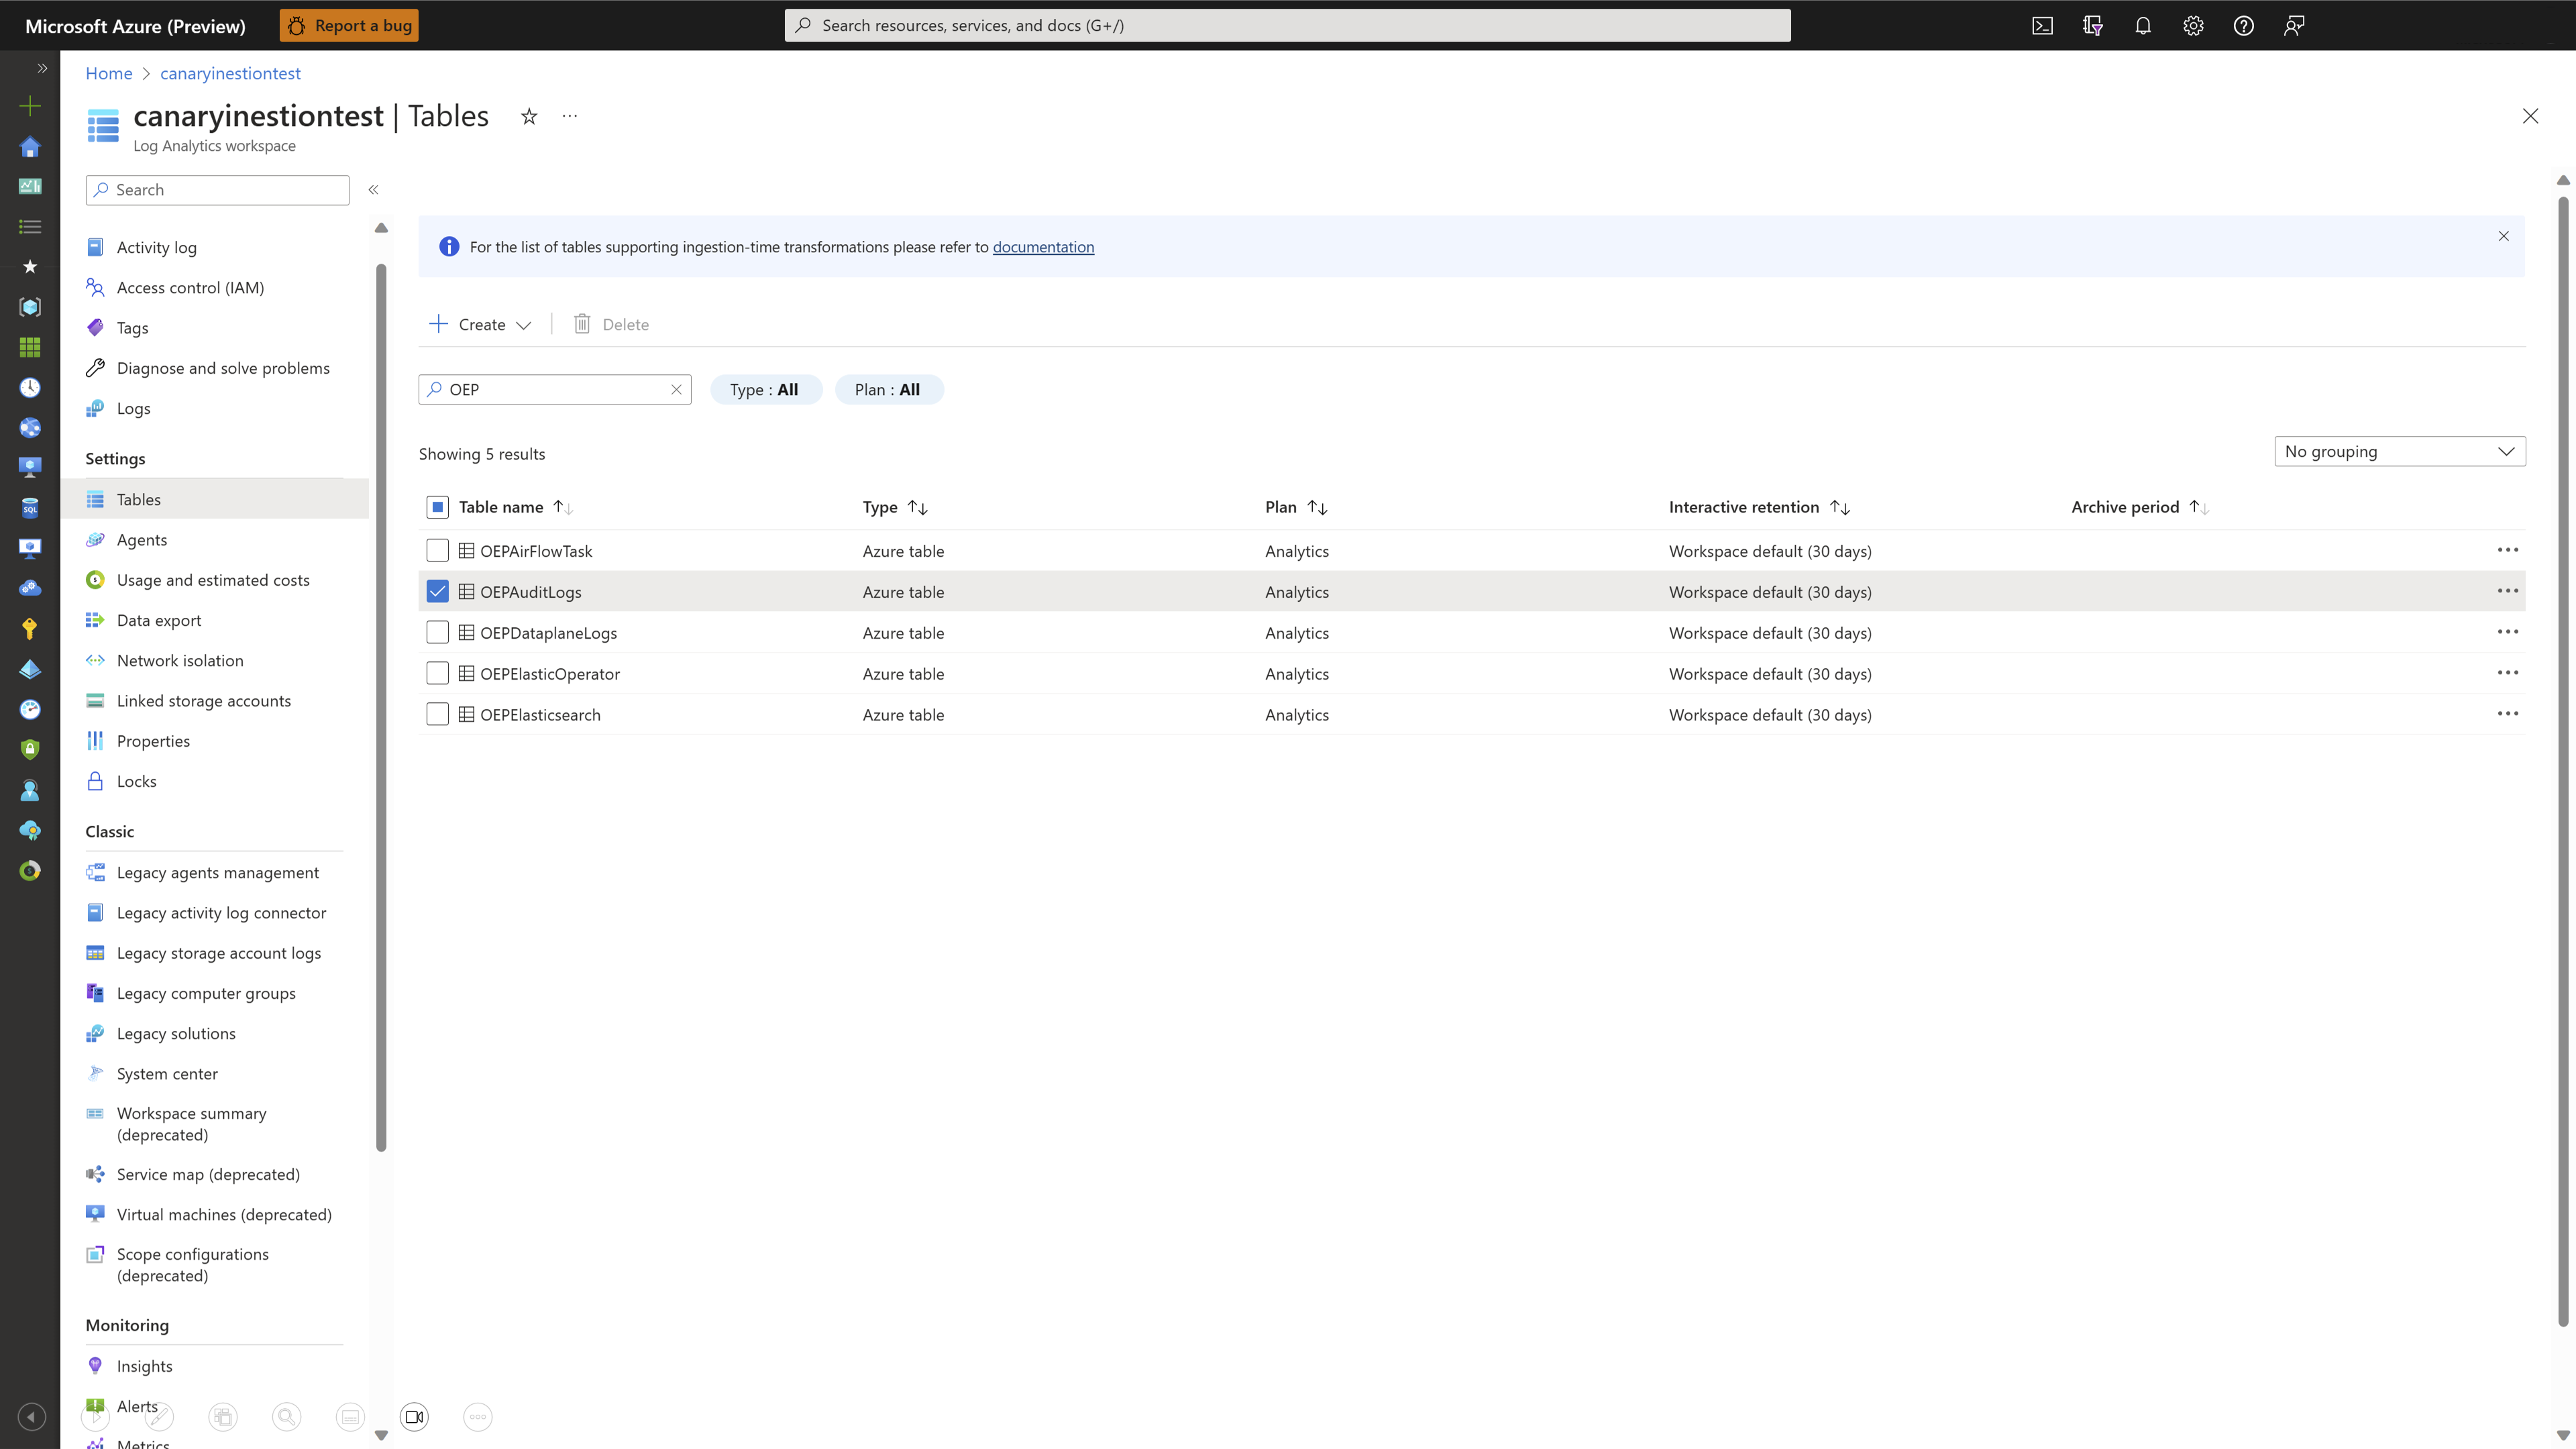 Microsoft Azure (Preview)
Report a bug
Search resources, services, and docs (G+/)
Home > canaryinestiontest
canaryinestiontest | Tables
Log Analytics workspace
Search
Activity log
Access control (IAM)
Tags
Diagnose and solve problems
Logs
Settings
Tables
Agents
Usage and estimated costs
Data export
Network isolation
Linked storage accounts
Properties
Locks
Classic
Legacy agents management
Legacy activity log connector
Legacy storage account logs
Legacy computer groups
Legacy solutions
System center
Workspace summary
(deprecated)
Service map (deprecated)
Virtual machines (deprecated)
Scope configurations
(deprecated)
Monitoring
Insights
Alerts
Metrics
For the list of tables supporting ingestion-time transformations please refer to documentation
Create
Delete
OEP
Type : All
Plan : All
Showing 5 results
No grouping
Table name Type Plan Interactive retention Archive period
OEPAirFlowTask Azure table Analytics Workspace default (30 days)
OEPAuditLogs Azure table Analytics Workspace default (30 days)
OEPDataplaneLogs Azure table Analytics Workspace default (30 days)
OEPElasticOperator Azure table Analytics Workspace default (30 days)
OEPElasticsearch Azure table Analytics Workspace default (30 days)
SQL